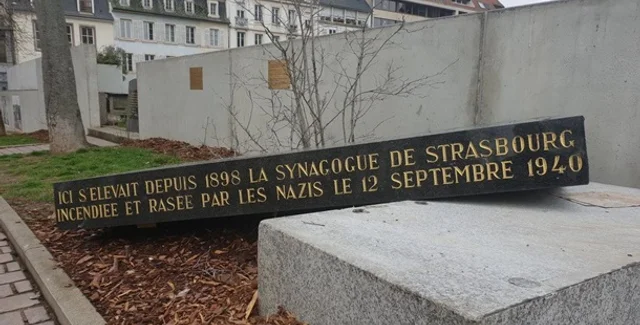 ICI S'ELEVAIT DEPUIS 1898 LA SYNAGOGUE DE STRASBOURG
INCENDIEE ET RASEE PAR LES NAZIS LE 12 SEPTEMBRE 1940